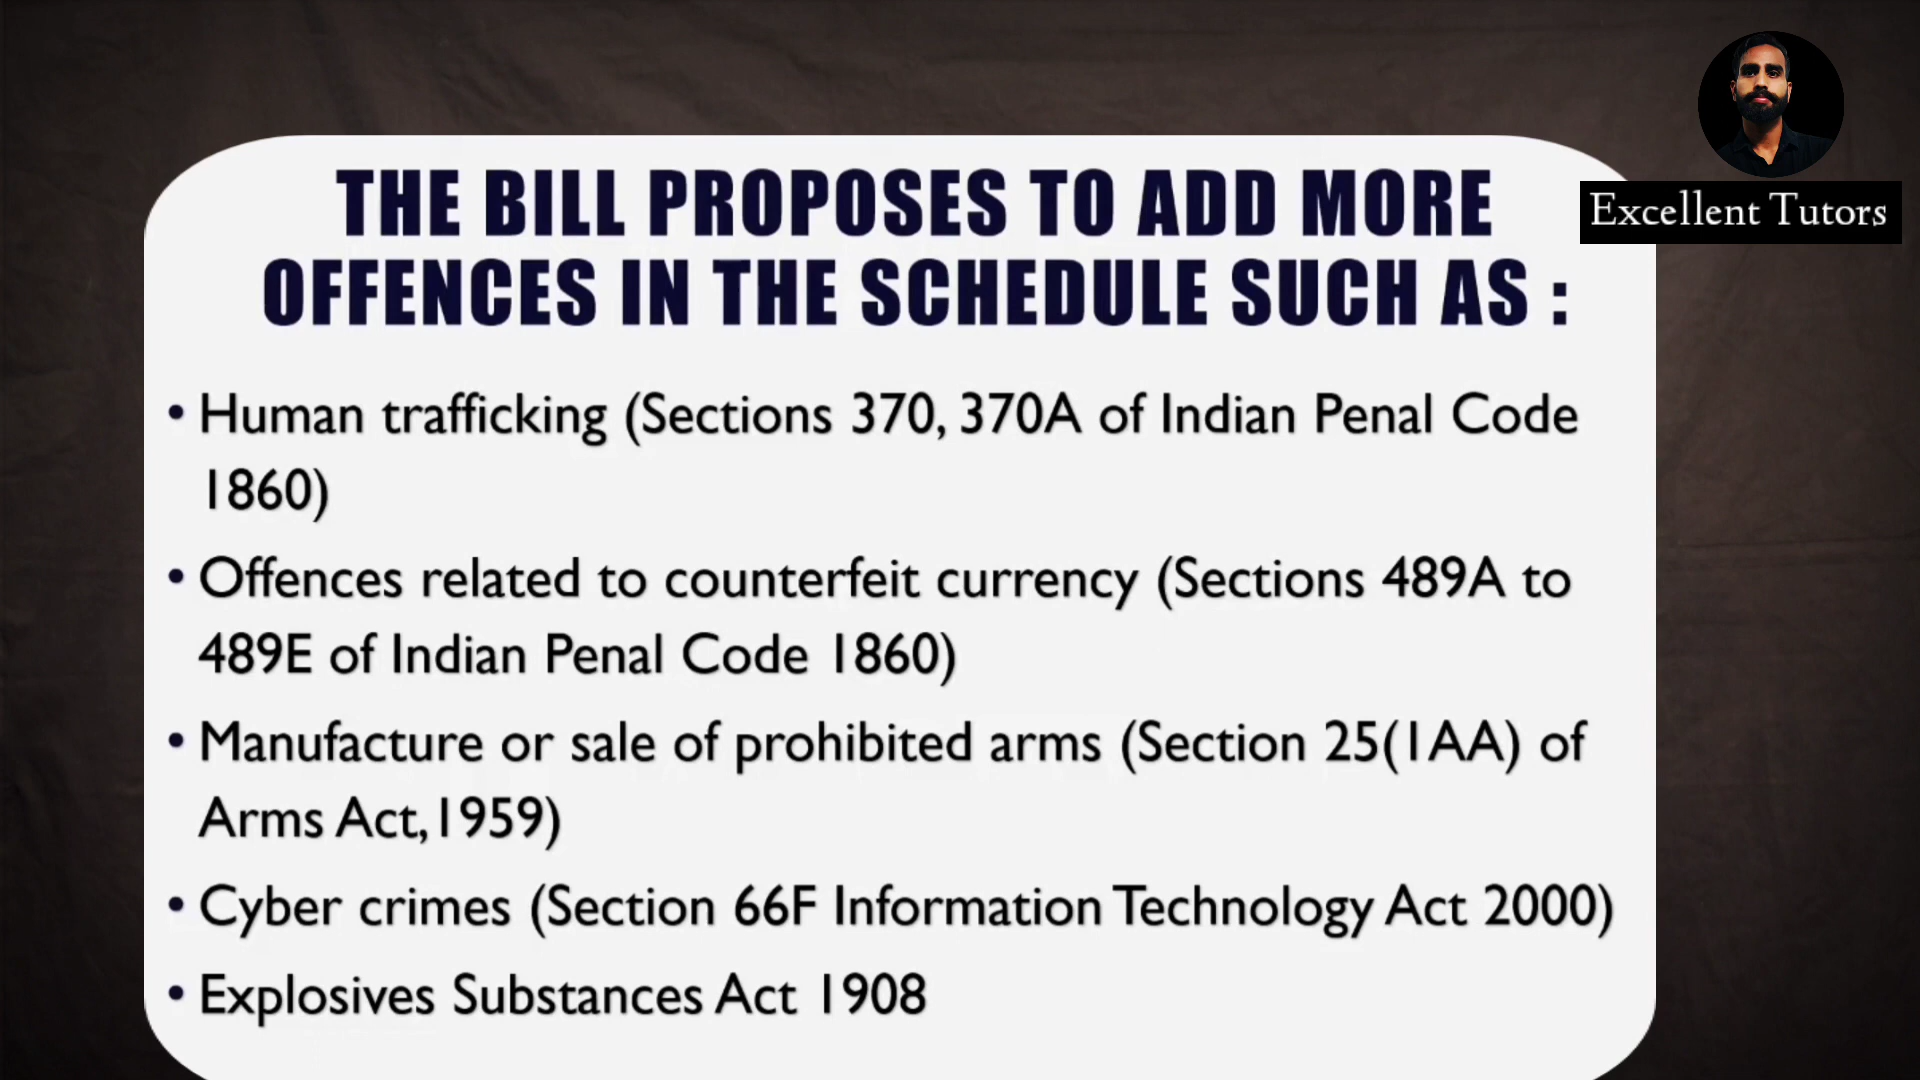 Excellent Tutors
THE BILL PROPOSES TO ADD MORE
OFFENCES IN THE SCHEDULE SUCH AS :
• Human trafficking (Sections 370, 370A of Indian Penal Code
1860)
• Offences related to counterfeit currency (Sections 489A to
489E of Indian Penal Code 1860)
• Manufacture or sale of prohibited arms (Section 25(1AA) of
Arms Act,1959)
• Cyber crimes (Section 66F Information Technology Act 2000)
• Explosives Substances Act 1908